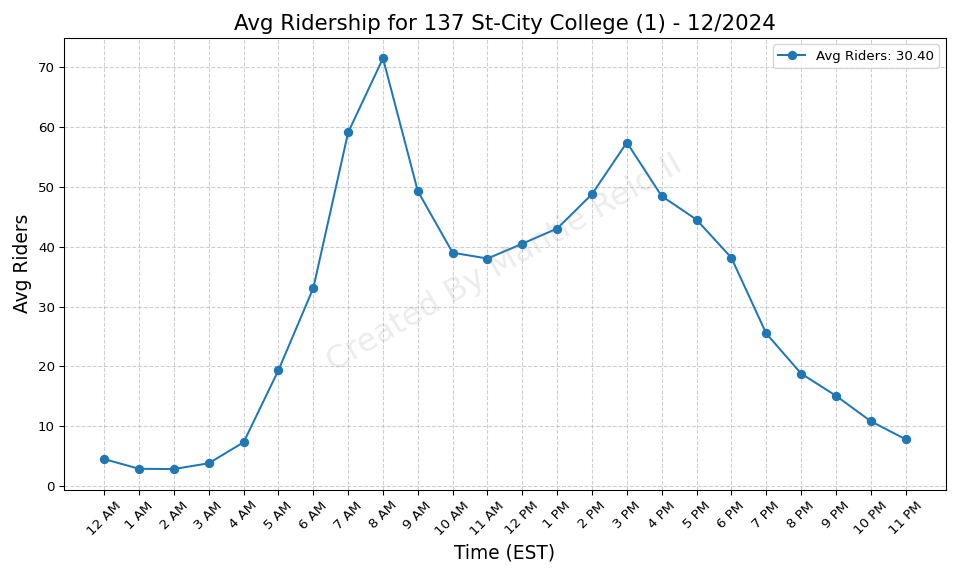 Avg Ridership for 137 St-City College (1) - 12/2024
Avg Riders: 30.40
Avg Riders
70
60
50
40
30
20
10
0
Created By Mantie Reid II
12 AM
1 AM
2 AM
3 AM
4 AM
5 AM
6 AM
7 AM
8 AM
9 AM
10 AM
11 AM
12 PM
1 PM
2 PM
3 PM
4 PM
5 PM
6 PM
7 PM
8 PM
9 PM
10 PM
11 PM
Time (EST)